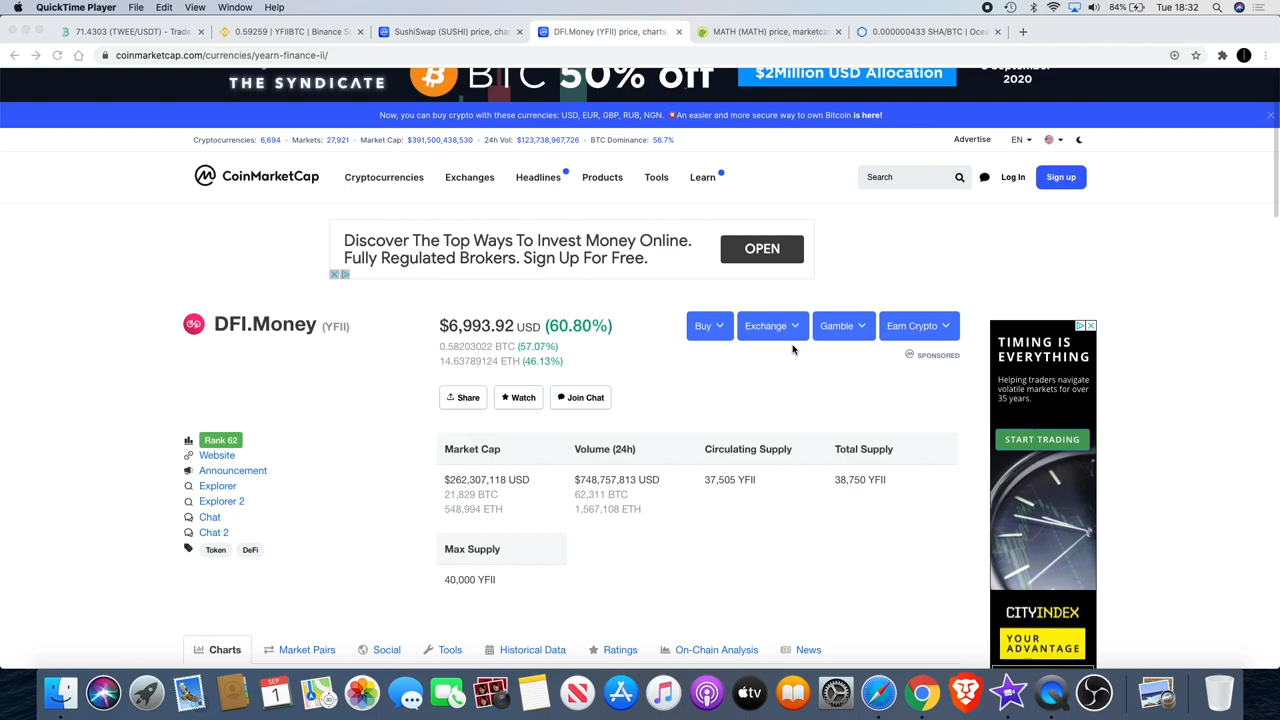 QuickTime Player File Edit View Window Help 84% Tue 18:32
71.4303 (TWEE/USDT) - Trade
0.59259 | YFIIBTC | Binance S
SushiSwap (SUSHI) price, cha
DFI.Money (YFII) price, charts,
MATH (MATH) price, marketca
0.000000433 SHA/BTC | Oce
coinmarketcap.com/currencies/yearn-finance-ii/
THE SYNDICATE
BTC 50% off
$2Million USD Allocation
2020
Now, you can buy crypto with these currencies: USD, EUR, GBP, RUB, NGN. An easier and more secure way to own Bitcoin is here!
Cryptocurrencies: 6,694 • Markets: 27,921 • Market Cap: $391,500,438,530 • 24h Vol: $123,738,967,726 • BTC Dominance: 56.7%
Advertise EN
CoinMarketCap Cryptocurrencies Exchanges Headlines Products Tools Learn Search Log In Sign up
Discover The Top Ways To Invest Money Online.
Fully Regulated Brokers. Sign Up For Free.
OPEN
DFI.Money (YFII)
$6,993.92 USD (60.80%)
0.58203022 BTC (57.07%)
14.63789124 ETH (46.13%)
Buy Exchange Gamble Earn Crypto
SPONSORED
Share Watch Join Chat
Rank 62
Website
Announcement
Explorer
Explorer 2
Chat
Chat 2
Token DeFi
Market Cap Volume (24h) Circulating Supply Total Supply
$262,307,118 USD $748,757,813 USD 37,505 YFII 38,750 YFII
21,829 BTC 62,311 BTC
548,994 ETH 1,567,108 ETH
Max Supply
40,000 YFII
Charts Market Pairs Social Tools Historical Data Ratings On-Chain Analysis News
TIMING IS
EVERYTHING
Helping traders navigate
volatile markets for over
35 years.
START TRADING
CITYINDEX
YOUR
ADVANTAGE
SEP
1
tv